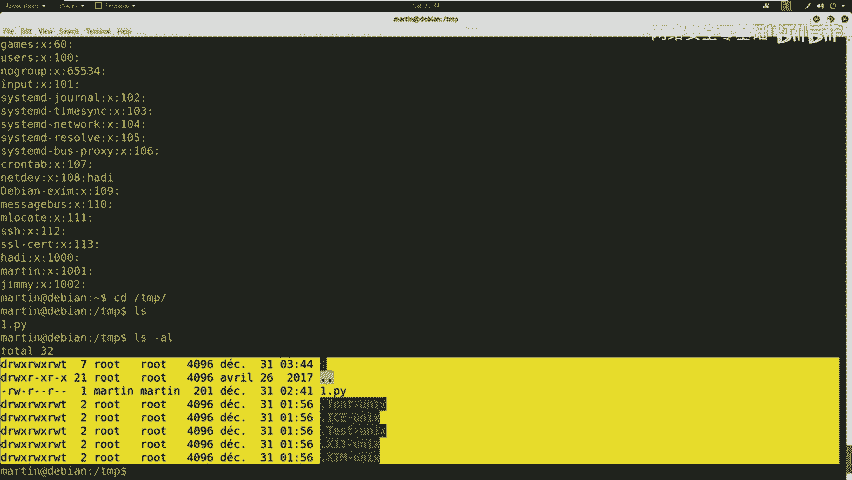 martin@debian:/tmp
File Edit View Search Terminal Help
games:x:60:
users:x:100:
nogroup:x:65534:
input:x:101:
systemd-journal:x:102:
systemd-timesync:x:103:
systemd-network:x:104:
systemd-resolve:x:105:
systemd-bus-proxy:x:106:
crontab:x:107:
netdev:x:108:hadi
Debian-exim:x:109:
messagebus:x:110:
mlocate:x:111:
ssh:x:112:
ssl-cert:x:113:
hadi:x:1000:
martin:x:1001:
jimmy:x:1002:
martin@debian:~$ cd /tmp/
martin@debian:/tmp$ ls
1.py
martin@debian:/tmp$ ls -al
total 32
drwxrwxrwt 7 root root 4096 déc. 31 03:44 .
drwxr-xr-x 21 root root 4096 avril 26 2017 ..
-rw-r--r-- 1 martin martin 201 déc. 31 02:41 1.py
drwxrwxrwt 2 root root 4096 déc. 31 01:56 .font-unix
drwxrwxrwt 2 root root 4096 déc. 31 01:56 .ICE-unix
drwxrwxrwt 2 root root 4096 déc. 31 01:56 .Test-unix
drwxrwxrwt 2 root root 4096 déc. 31 01:56 .X11-unix
drwxrwxrwt 2 root root 4096 déc. 31 01:56 .XIM-unix
martin@debian:/tmp$